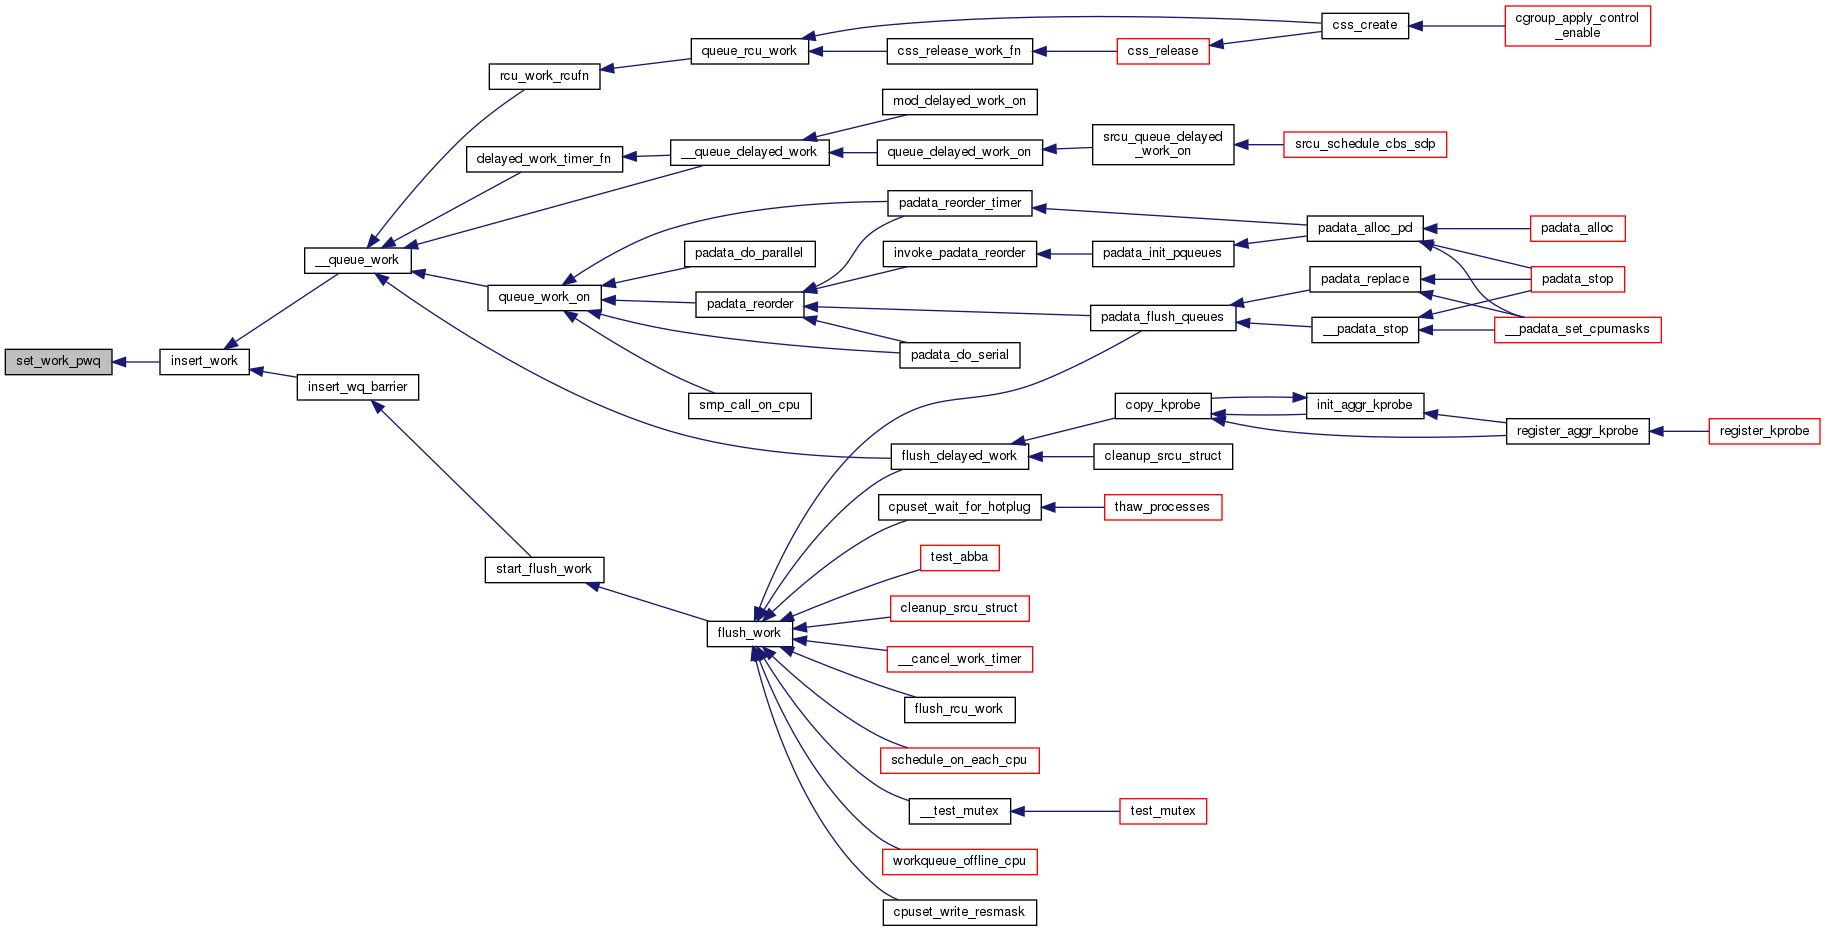 css_create
cgroup_apply_control
_enable
queue_rcu_work
css_release_work_fn
css_release
rcu_work_rcufn
mod_delayed_work_on
delayed_work_timer_fn
__queue_delayed_work
queue_delayed_work_on
srcu_queue_delayed
_work_on
srcu_schedule_cbs_sdp
padata_reorder_timer
padata_alloc_pd
padata_alloc
__queue_work
padata_do_parallel
invoke_padata_reorder
padata_init_pqueues
padata_replace
padata_stop
queue_work_on
padata_reorder
padata_flush_queues
__padata_stop
__padata_set_cpumasks
set_work_pwq
insert_work
padata_do_serial
insert_wq_barrier
smp_call_on_cpu
copy_kprobe
init_aggr_kprobe
register_aggr_kprobe
register_kprobe
flush_delayed_work
cleanup_srcu_struct
cpuset_wait_for_hotplug
thaw_processes
start_flush_work
test_abba
cleanup_srcu_struct
flush_work
__cancel_work_timer
flush_rcu_work
schedule_on_each_cpu
__test_mutex
test_mutex
workqueue_offline_cpu
cpuset_write_resmask